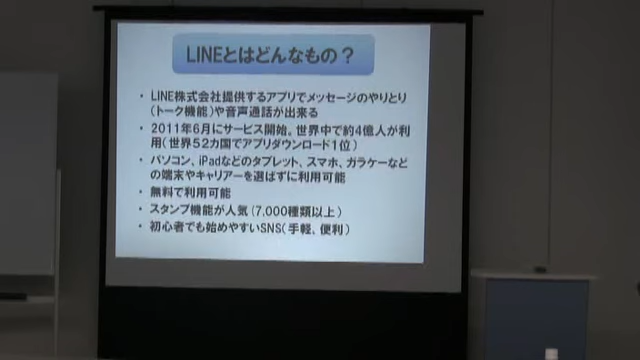 LINEとはどんなもの？
・LINE株式会社提供するアプリでメッセージのやりとり
（トーク機能）や音声通話が出来る
・2011年6月にサービス開始。世界中で約4億人が利
用（世界52カ国でアプリダウンロード1位）
・パソコン、iPadなどのタブレット、スマホ、ガラケーなど
の端末やキャリアーを選ばずに利用可能
・無料で利用可能
・スタンプ機能が人気（7,000種類以上）
・初心者でも始めやすいSNS（手軽、便利）